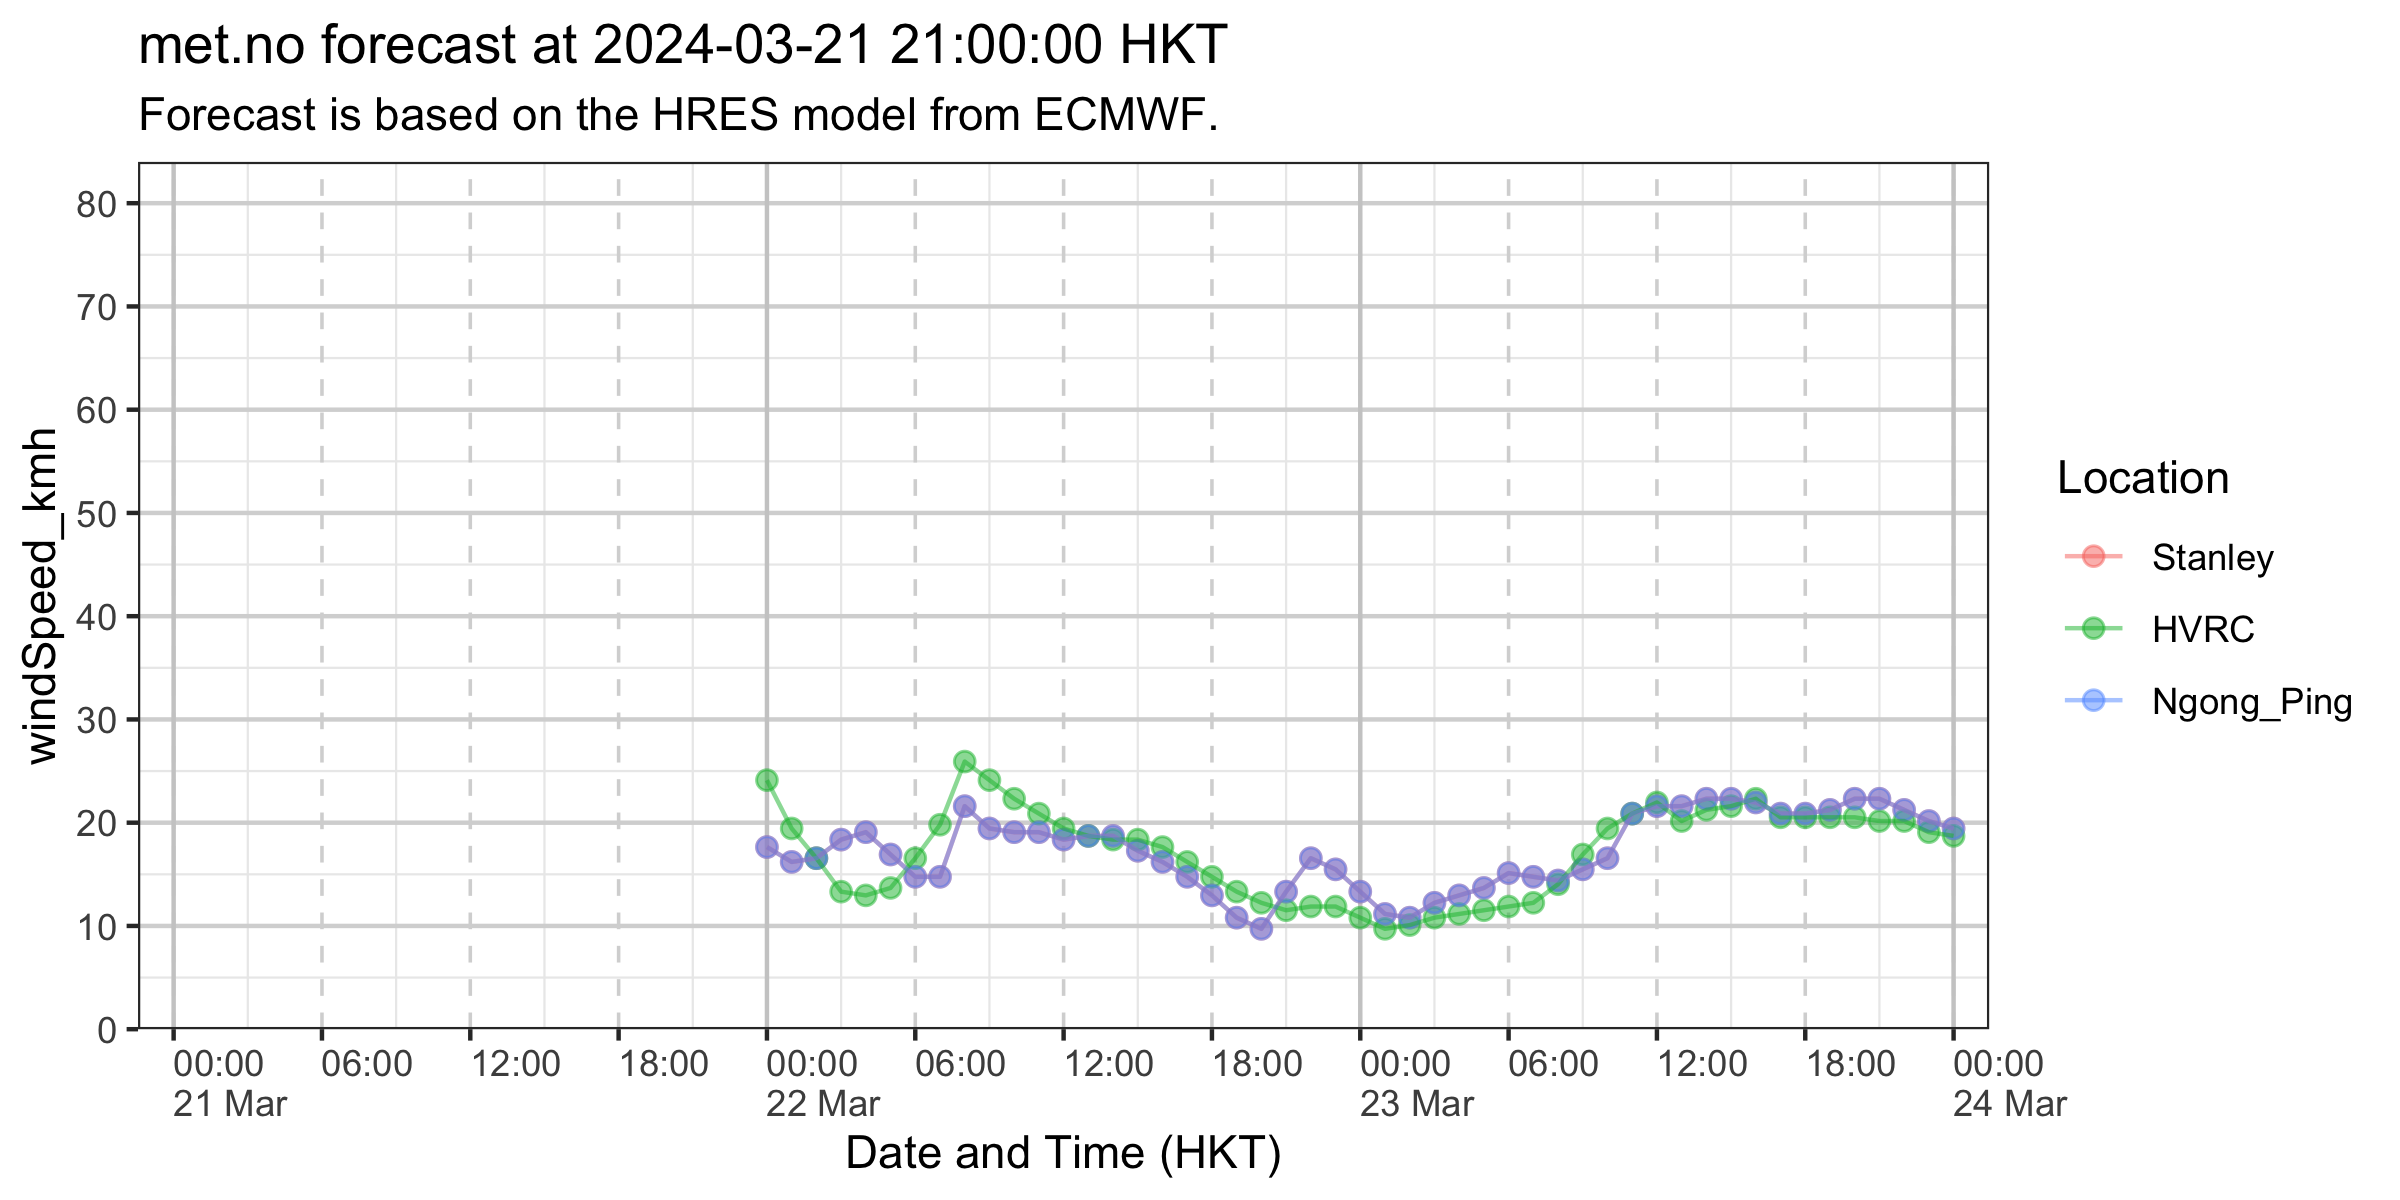 met.no forecast at 2024-03-21 21:00:00 HKT
Forecast is based on the HRES model from ECMWF.
windSpeed_kmh
80
70
60
50
40
30
20
10
0
00:00 06:00 12:00 18:00 00:00 06:00 12:00 18:00 00:00 06:00 12:00 18:00 00:00
21 Mar 22 Mar 23 Mar 24 Mar
Date and Time (HKT)
Location
Stanley
HVRC
Ngong_Ping